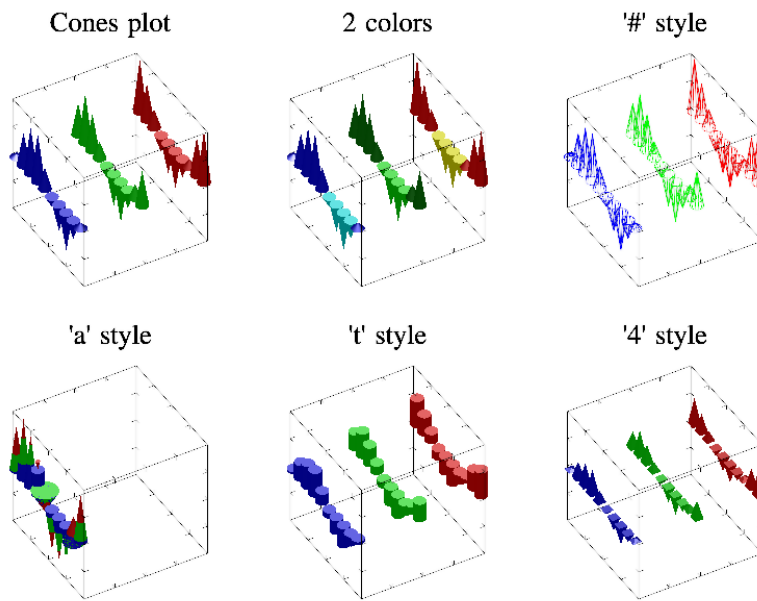 Cones plot
2 colors
'#' style
'a' style
't' style
'4' style